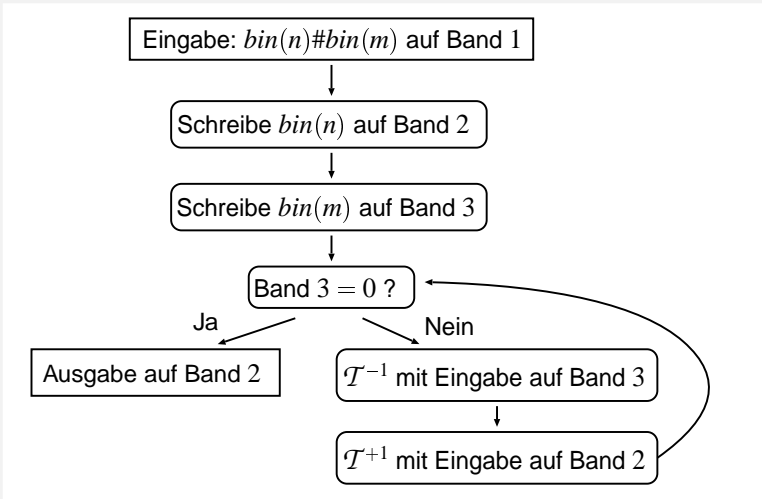 Eingabe: bin(n)#bin(m) auf Band 1
Schreibe bin(n) auf Band 2
Schreibe bin(m) auf Band 3
Band 3 = 0 ?
Ja
Nein
Ausgabe auf Band 2
𝒯⁻¹ mit Eingabe auf Band 3
𝒯⁺¹ mit Eingabe auf Band 2